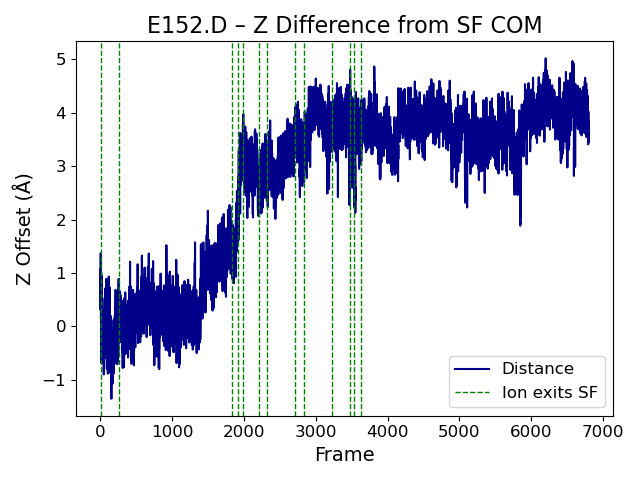 E152.D – Z Difference from SF COM
Z Offset (Å)
5
4
3
2
1
0
−1
Distance
Ion exits SF
0 1000 2000 3000 4000 5000 6000 7000
Frame